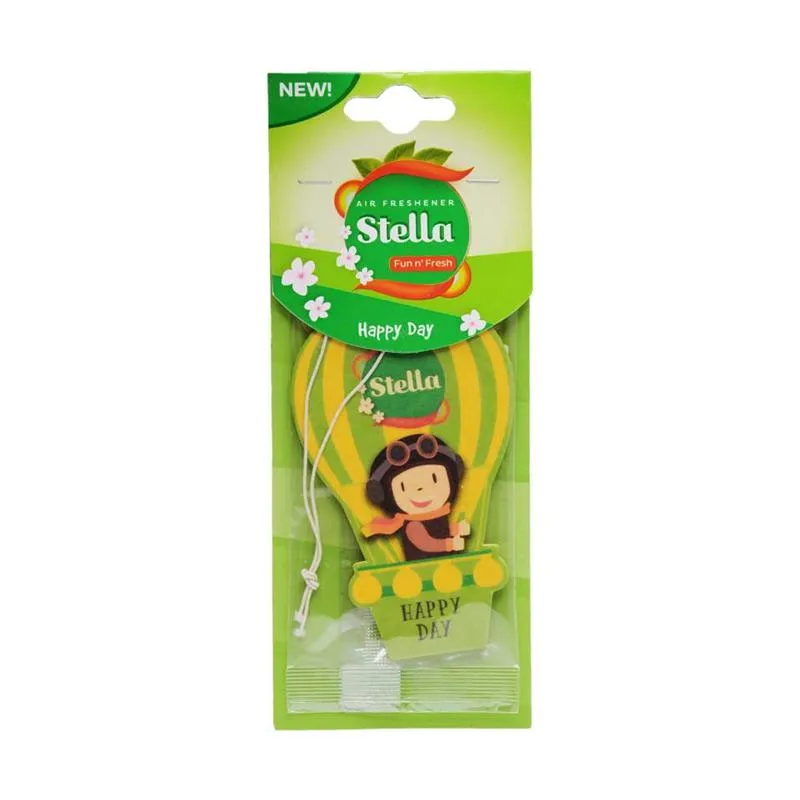 NEW!
AIR FRESHENER
Stella
Fun n' Fresh
Happy Day
Stella
HAPPY
DAY